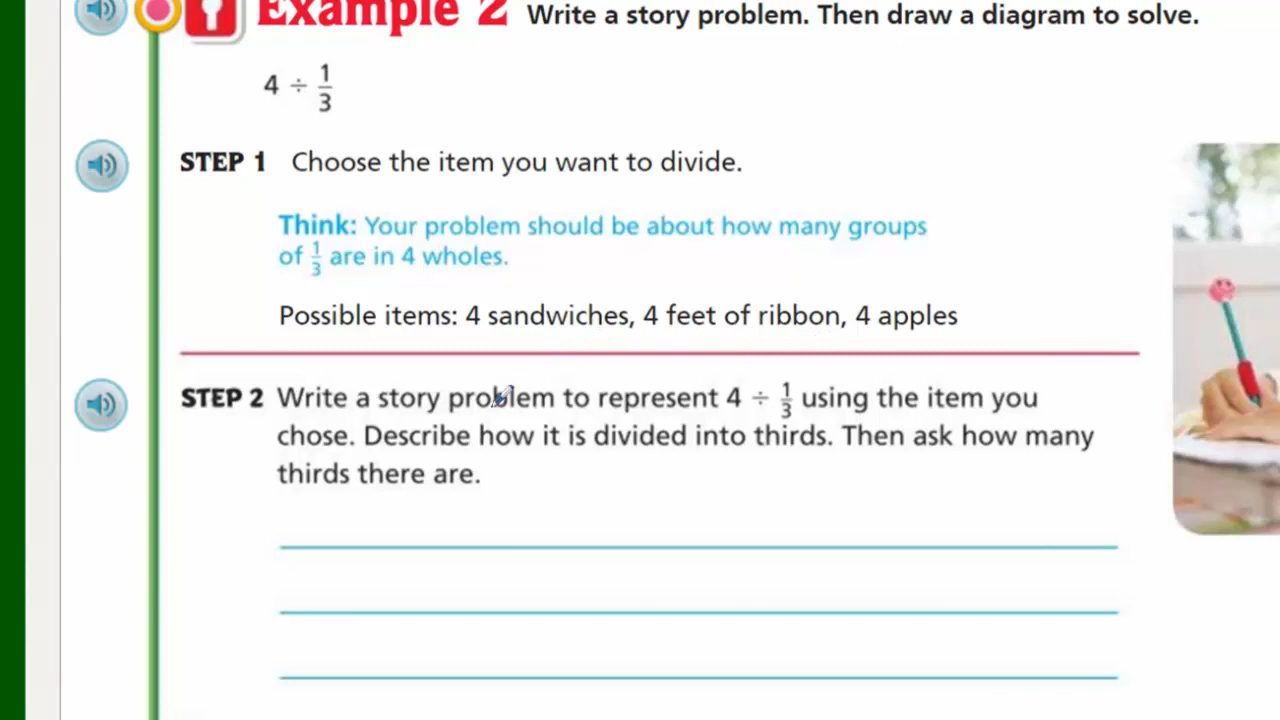 Example 2 Write a story problem. Then draw a diagram to solve.
4 ÷ 1/3
STEP 1 Choose the item you want to divide.
Think: Your problem should be about how many groups
of 1/3 are in 4 wholes.
Possible items: 4 sandwiches, 4 feet of ribbon, 4 apples
STEP 2 Write a story problem to represent 4 ÷ 1/3 using the item you
chose. Describe how it is divided into thirds. Then ask how many
thirds there are.